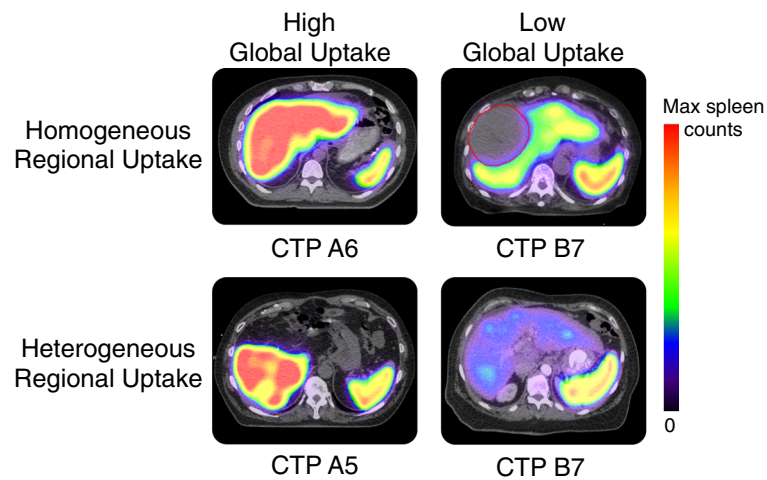 High
Global Uptake
Low
Global Uptake
Homogeneous
Regional Uptake
Max spleen
counts
CTP A6
CTP B7
Heterogeneous
Regional Uptake
0
CTP A5
CTP B7